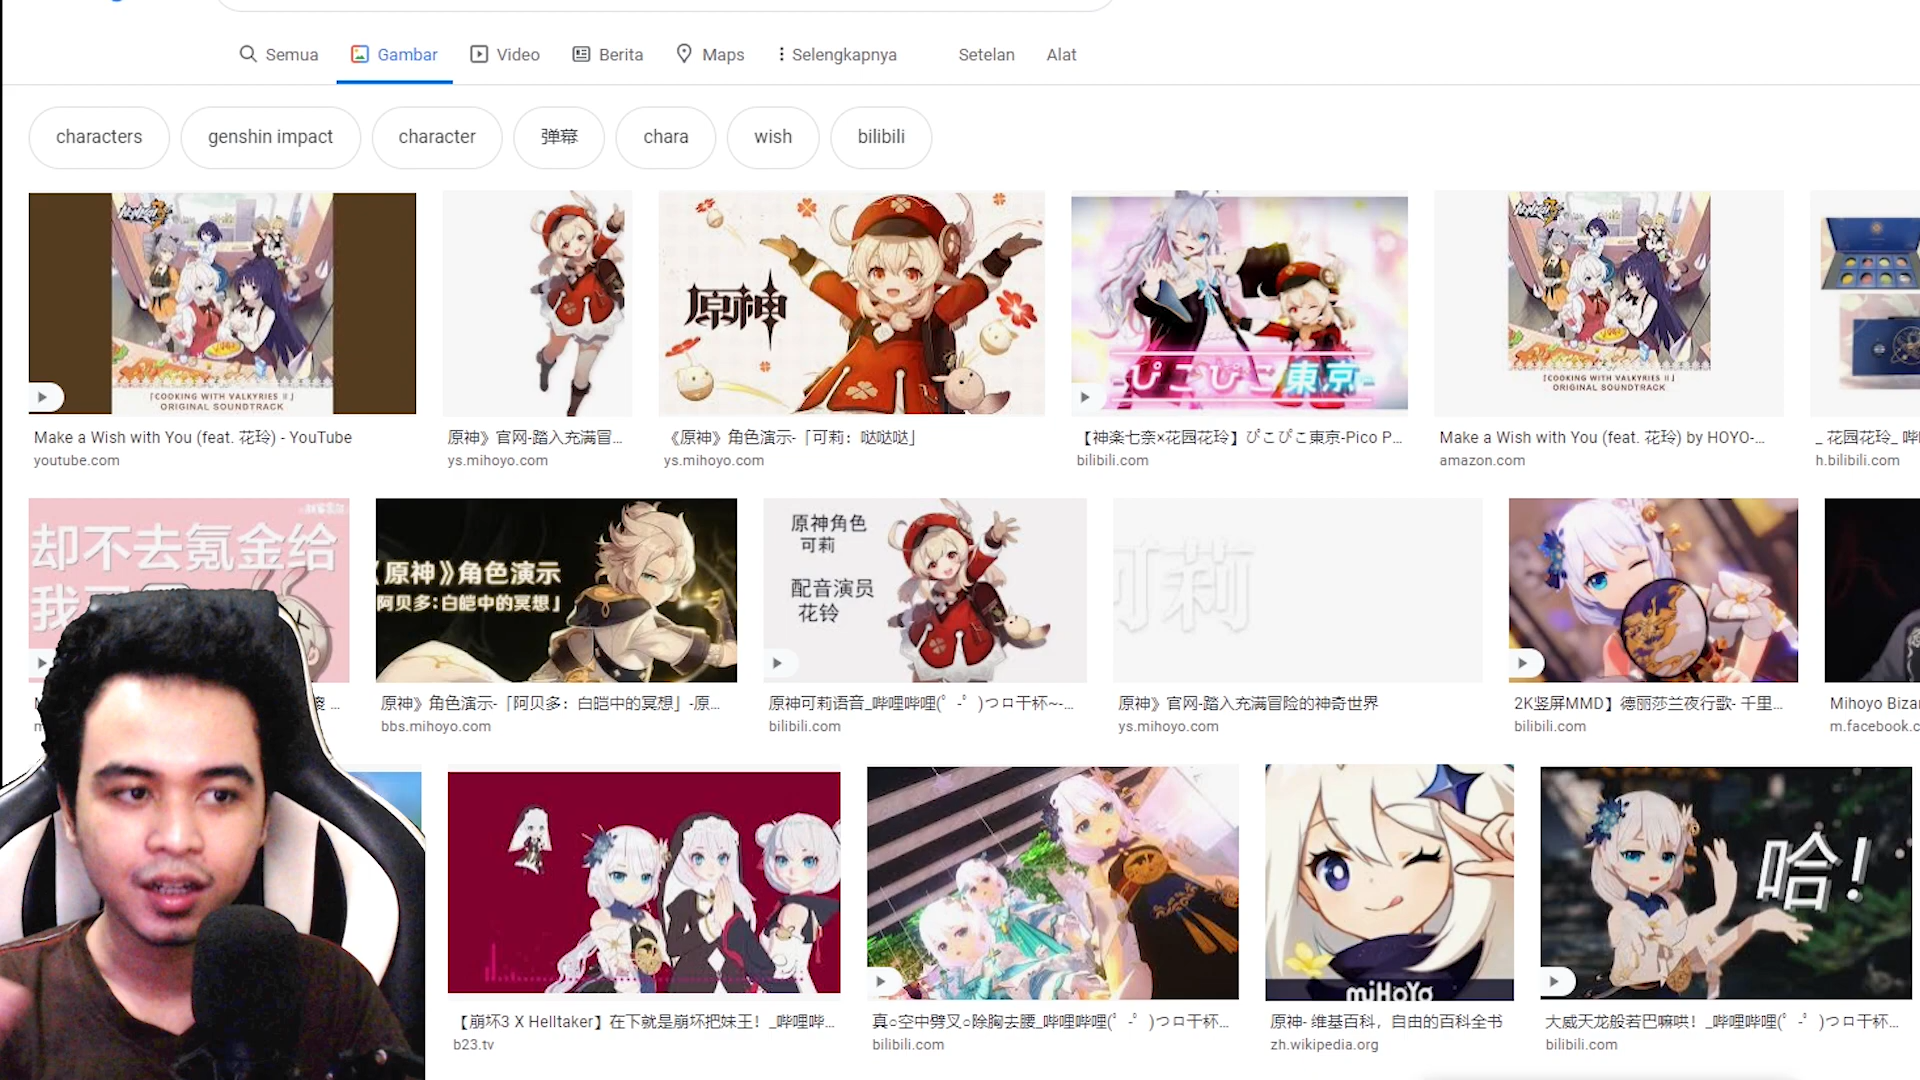 Semua
Gambar
Video
Berita
Maps
Selengkapnya
Setelan
Alat
characters
genshin impact
character
弹幕
chara
wish
bilibili
「COOKING WITH VALKYRIES Ⅱ」
ORIGINAL SOUNDTRACK
原神
ぴこぴこ東京
「COOKING WITH VALKYRIES Ⅱ」
ORIGINAL SOUNDTRACK
Make a Wish with You (feat. 花玲) - YouTube
youtube.com
原神》官网-踏入充满冒...
ys.mihoyo.com
《原神》角色演示-「可莉：哒哒哒」
ys.mihoyo.com
【神楽七奈×花园花玲】ぴこぴこ東京-Pico P...
bilibili.com
Make a Wish with You (feat. 花玲) by HOYO-...
amazon.com
_ 花园花玲_ 哔
h.bilibili.com
却不去氪金给
我
《原神》角色演示
阿贝多：白皑中的冥想」
原神角色
可莉
配音演员
花铃
可莉
原神》角色演示-「阿贝多：白皑中的冥想」-原...
bbs.mihoyo.com
原神可莉语音_哔哩哔哩(゜-゜)つロ干杯~-...
bilibili.com
原神》官网-踏入充满冒险的神奇世界
ys.mihoyo.com
2K竖屏MMD】德丽莎兰夜行歌- 千里...
bilibili.com
Mihoyo Bizar
m.facebook.c
miHoYo
哈！
【崩坏3 X Helltaker】在下就是崩坏把妹王！_哔哩哔...
b23.tv
真○空中劈叉○除胸去腰_哔哩哔哩(゜-゜)つロ干杯...
bilibili.com
原神- 维基百科，自由的百科全书
zh.wikipedia.org
大威天龙般若巴嘛哄！_哔哩哔哩(゜-゜)つロ干杯...
bilibili.com